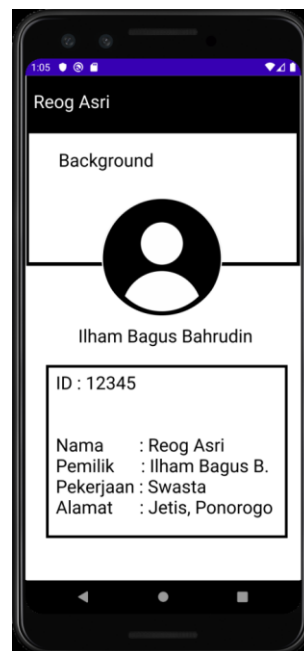 1:05
Reog Asri
Background
Ilham Bagus Bahrudin
ID : 12345
Nama : Reog Asri
Pemilik : Ilham Bagus B.
Pekerjaan : Swasta
Alamat : Jetis, Ponorogo